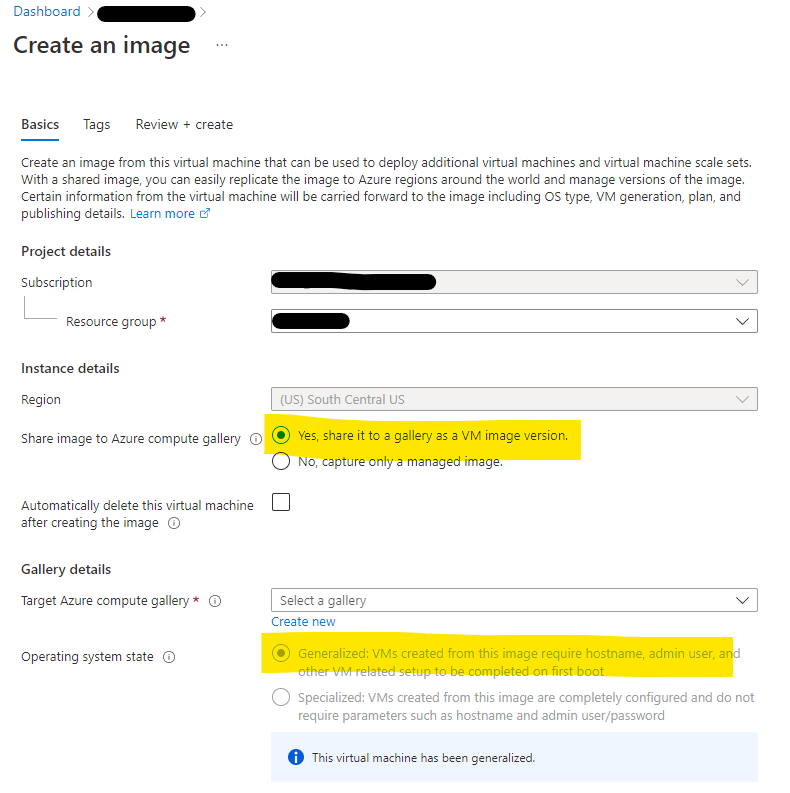 Dashboard
Create an image
...
Basics Tags Review + create
Create an image from this virtual machine that can be used to deploy additional virtual machines and virtual machine scale sets.
With a shared image, you can easily replicate the image to Azure regions around the world and manage versions of the image.
Certain information from the virtual machine will be carried forward to the image including OS type, VM generation, plan, and
publishing details. Learn more
Project details
Subscription
Resource group *
Instance details
Region
(US) South Central US
Share image to Azure compute gallery
Yes, share it to a gallery as a VM image version.
No, capture only a managed image.
Automatically delete this virtual machine
after creating the image
Gallery details
Target Azure compute gallery *
Select a gallery
Create new
Operating system state
Generalized: VMs created from this image require hostname, admin user, and
other VM related setup to be completed on first boot
Specialized: VMs created from this image are completely configured and do not
require parameters such as hostname and admin user/password
This virtual machine has been generalized.